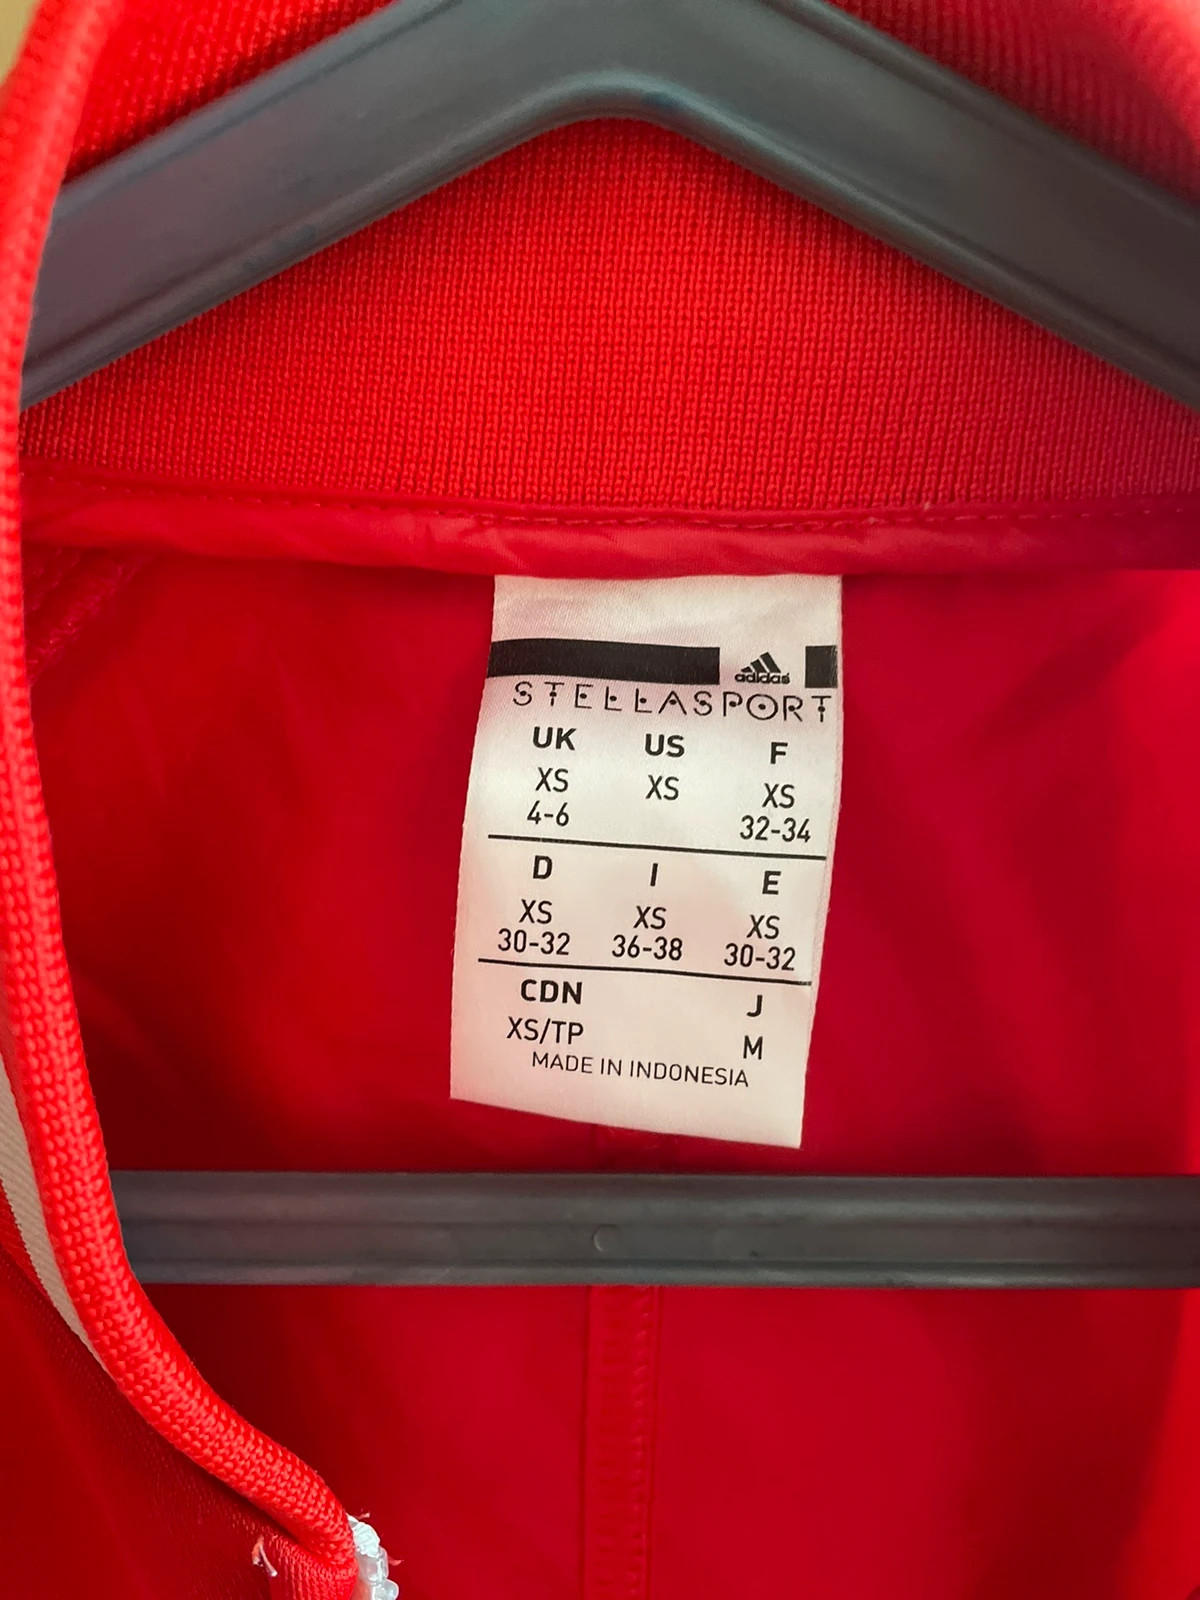 adidas
STELLASPORT
UK US F
XS XS XS
4-6 32-34
D I E
XS XS XS
30-32 36-38 30-32
CDN J
XS/TP M
MADE IN INDONESIA